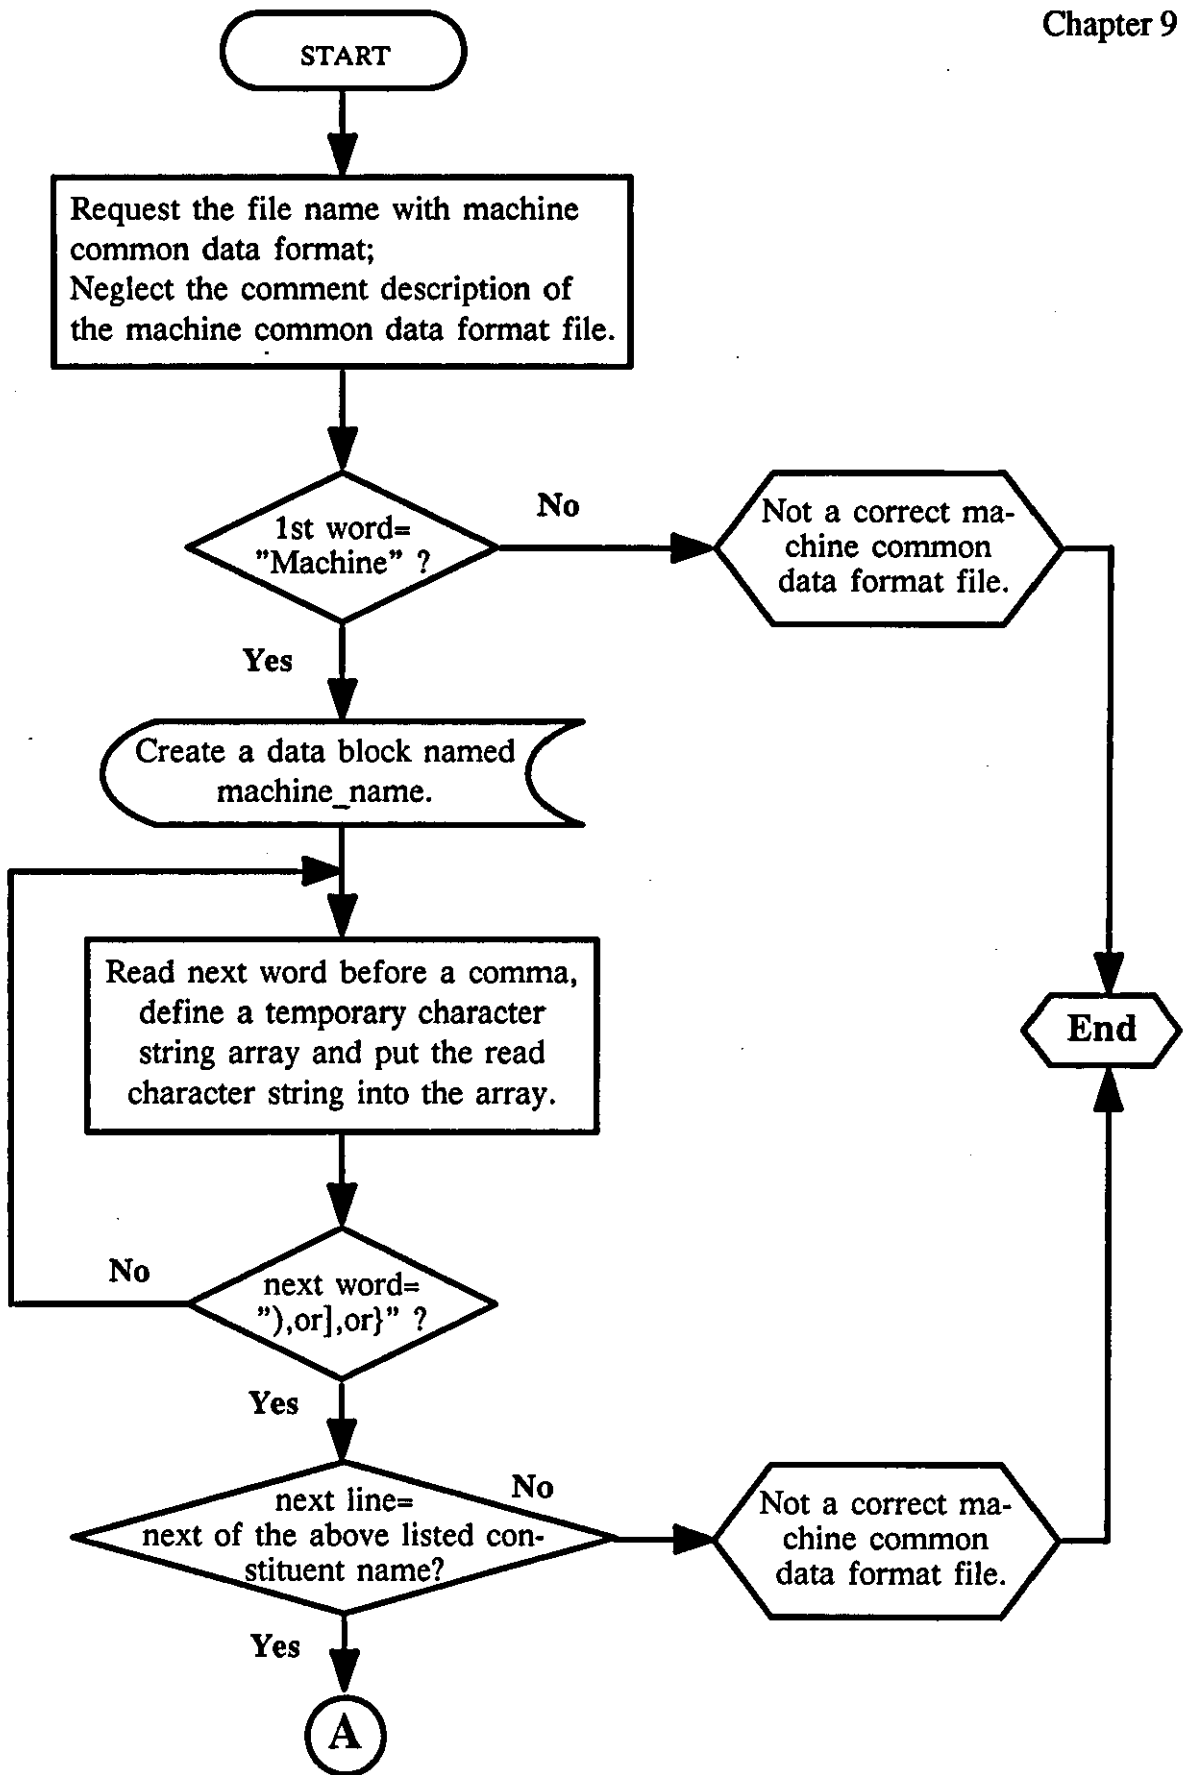 Chapter 9
START
Request the file name with machine
common data format;
Neglect the comment description of
the machine common data format file.
1st word=
"Machine" ?
No
Not a correct ma-
chine common
data format file.
Yes
Create a data block named
machine_name.
Read next word before a comma,
define a temporary character
string array and put the read
character string into the array.
End
No
next word=
"),or],or}" ?
Yes
next line=
next of the above listed con-
stituent name?
No
Not a correct ma-
chine common
data format file.
Yes
A